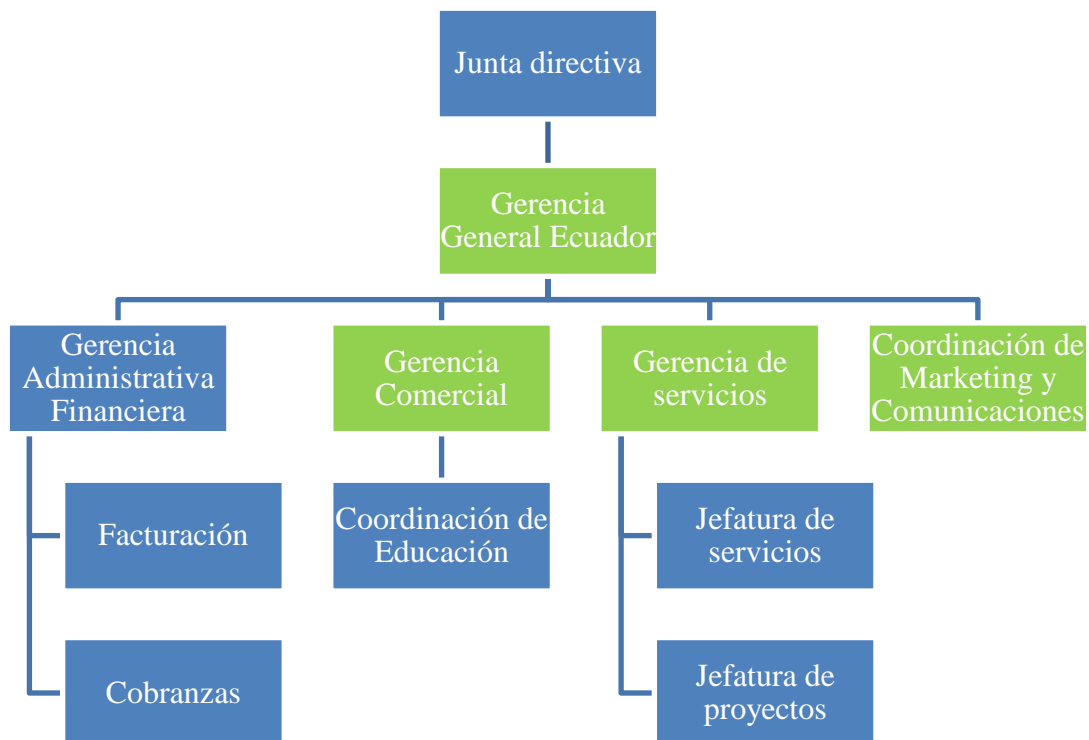 Junta directiva
Gerencia
General Ecuador
Gerencia
Administrativa
Financiera
Gerencia
Comercial
Gerencia de
servicios
Coordinación de
Marketing y
Comunicaciones
Facturación
Coordinación de
Educación
Jefatura de
servicios
Cobranzas
Jefatura de
proyectos